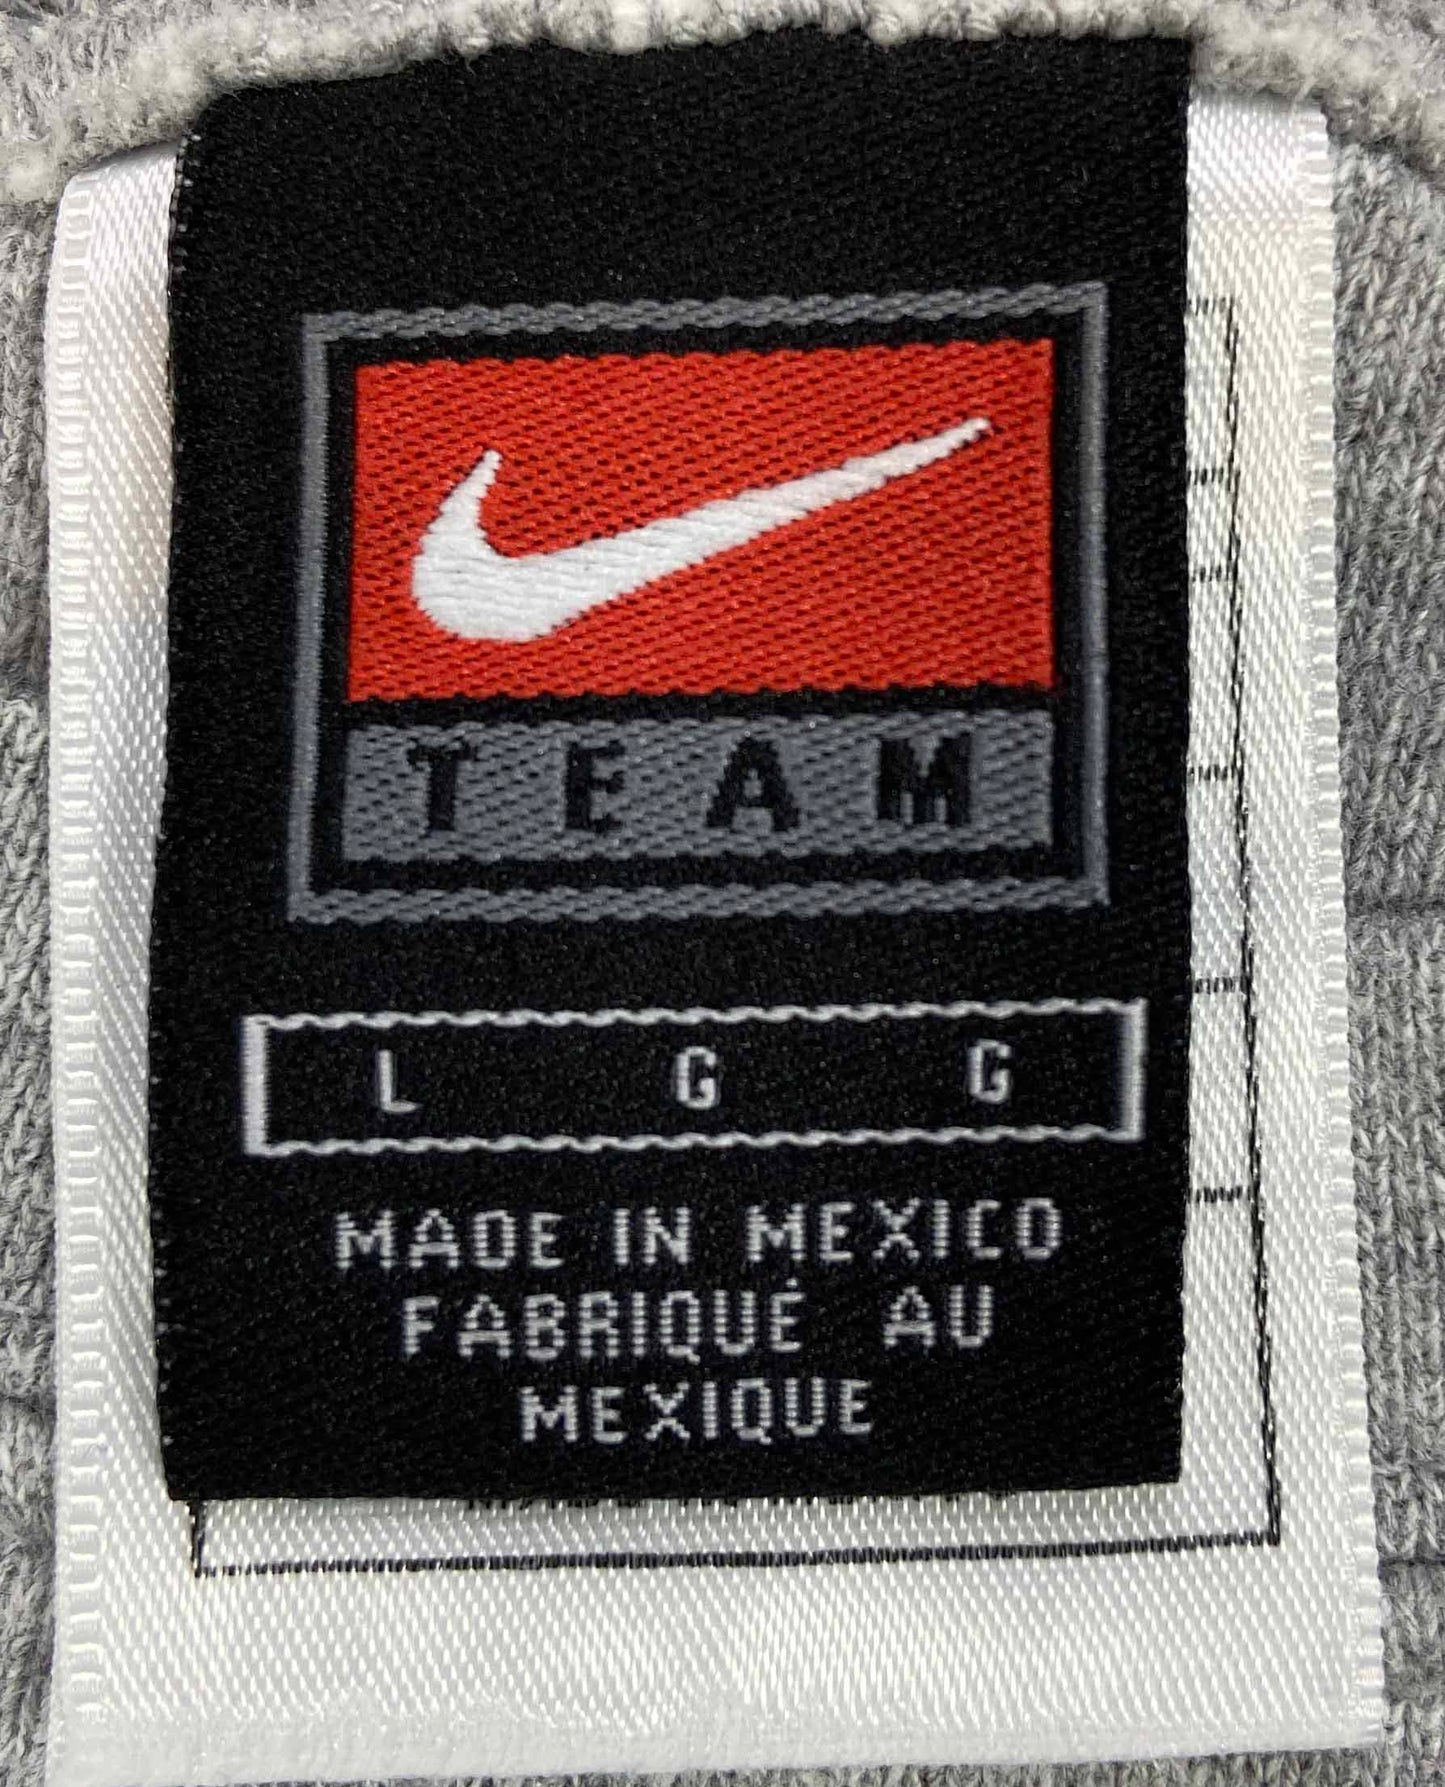 TEAM
L G G
MADE IN MEXICO
FABRIQUÉ AU
MEXIQUE